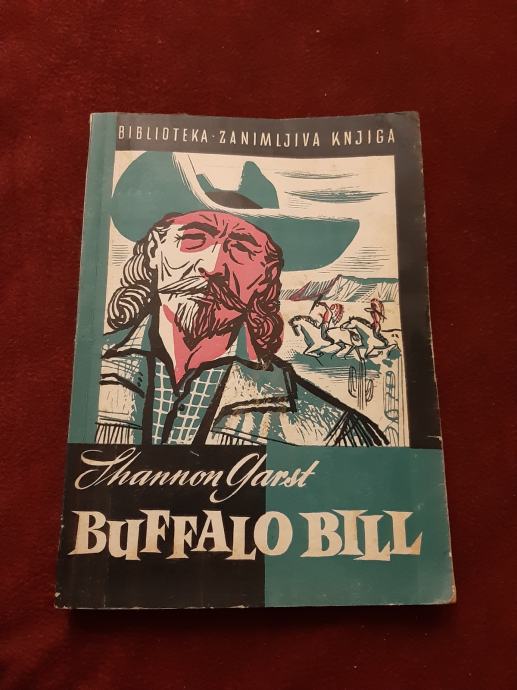 BIBLIOTEKA · ZANIMLJIVA KNJIGA
Shannon Garst
BUFFALO BILL